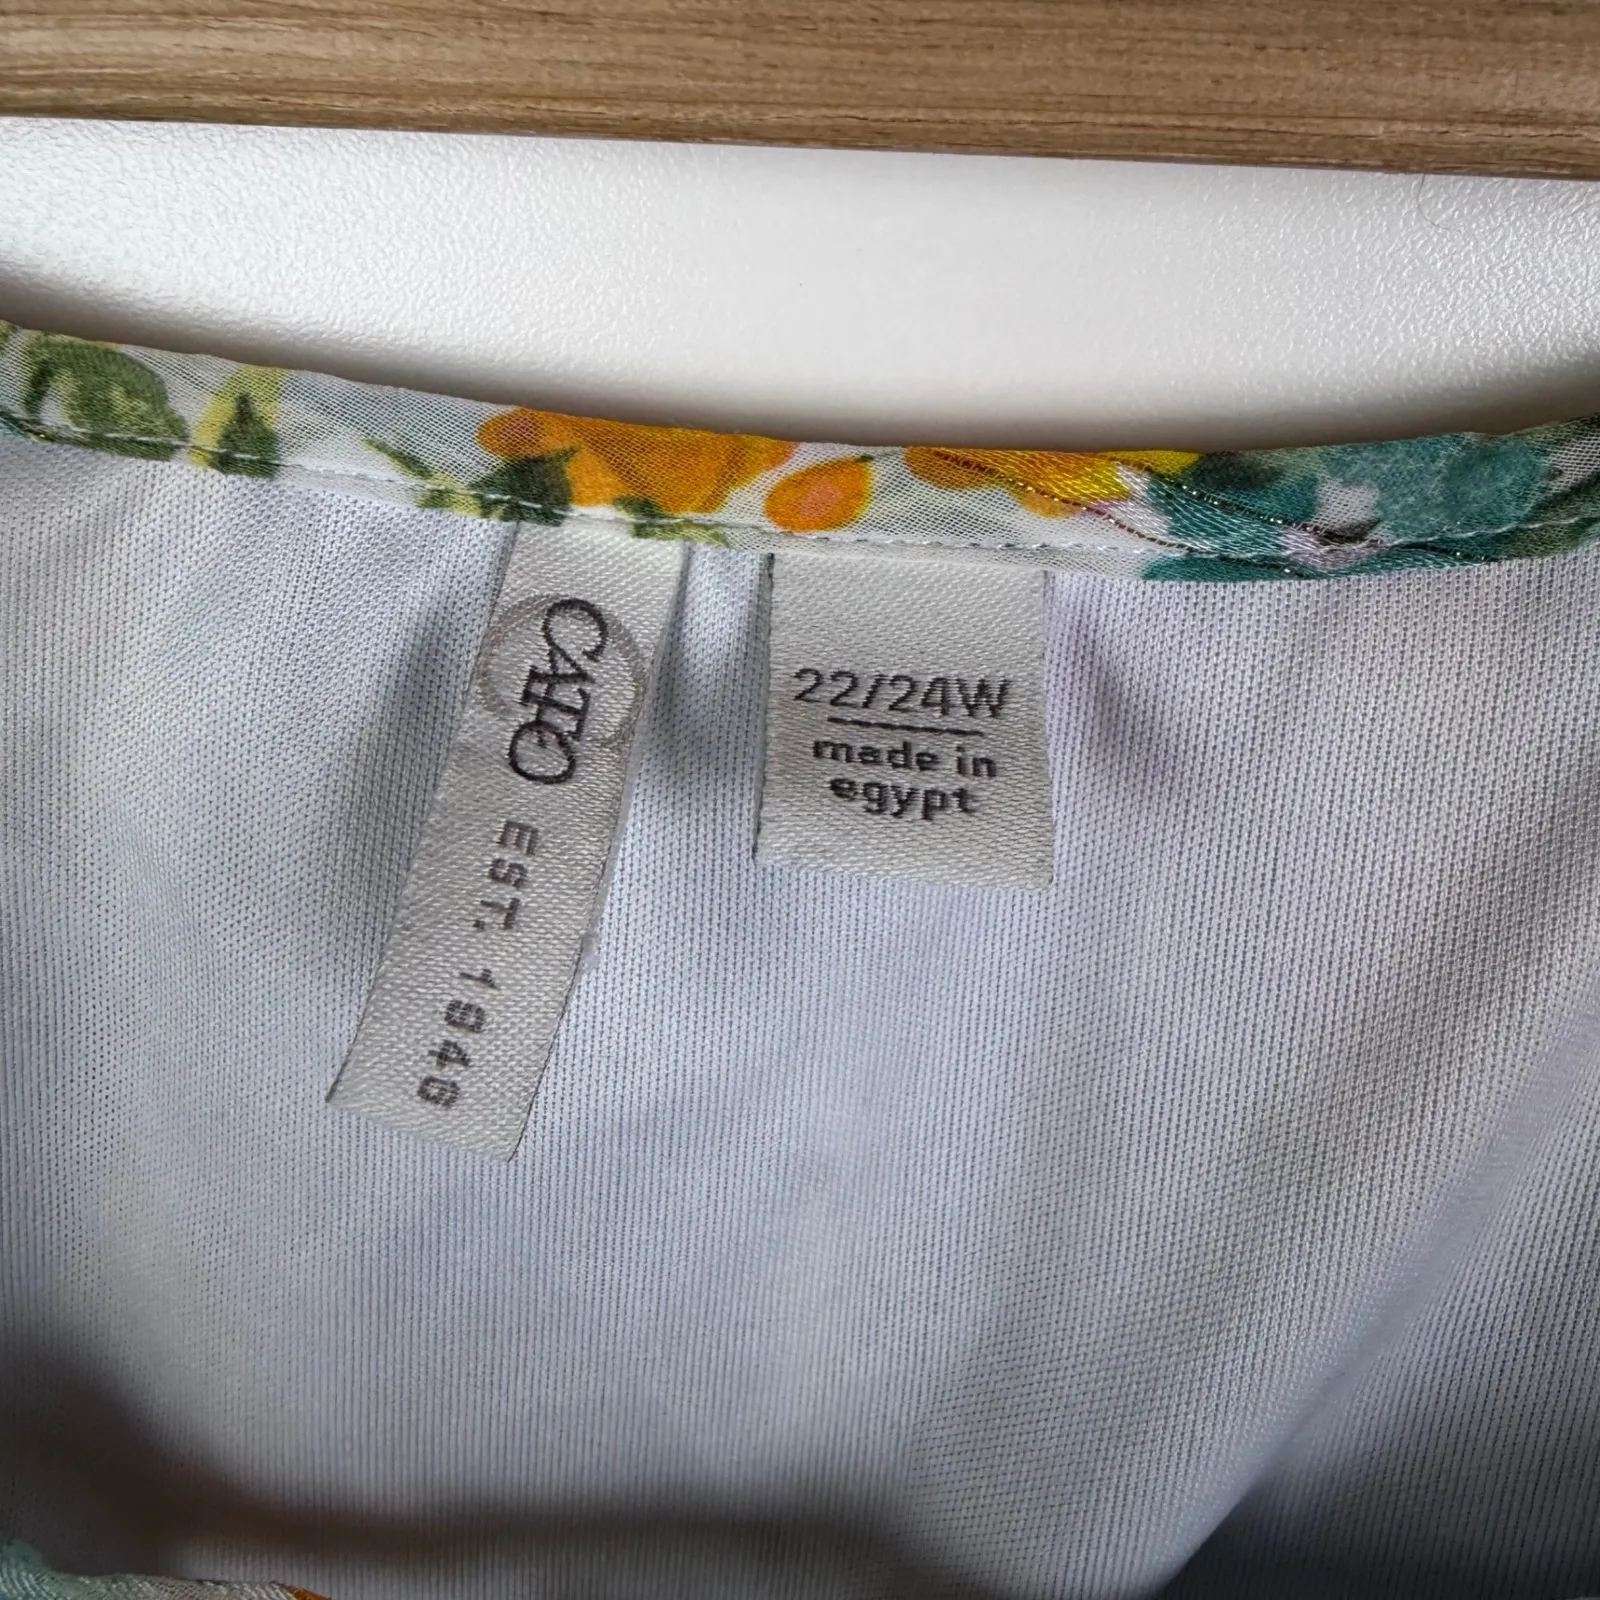 CATO
EST. 1946
22/24W
made in
egypt